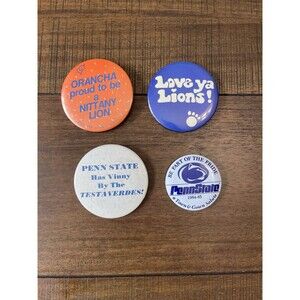 ORANCHA
proud to be
a
NITTANY
LION
Love ya
Lions!
PENN STATE
Has Vinny
By The
TESTAVERDES!
BE PART OF THE PRIDE
PennState
1984-85